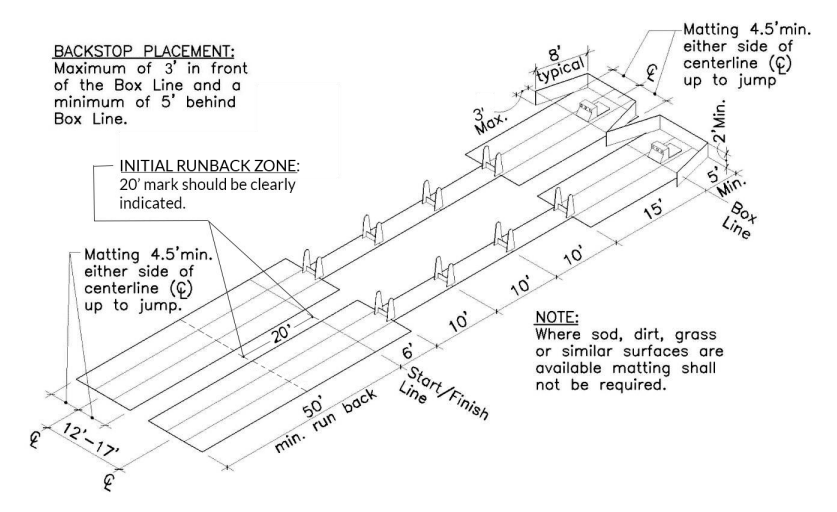 BACKSTOP PLACEMENT:
Maximum of 3' in front
of the Box Line and a
minimum of 5' behind
Box Line.
8'
typical
3'
Max.
Matting 4.5'min.
either side of
centerline (℄)
up to jump
℄
2'Min.
5'
Min.
Box
Line
INITIAL RUNBACK ZONE:
20' mark should be clearly
indicated.
Matting 4.5'min.
either side of
centerline (℄)
up to jump.
20'
15'
10'
10'
10'
6'
Start/Finish
Line
50'
min. run back
12'-17'
℄
℄
NOTE:
Where sod, dirt, grass
or similar surfaces are
available matting shall
not be required.